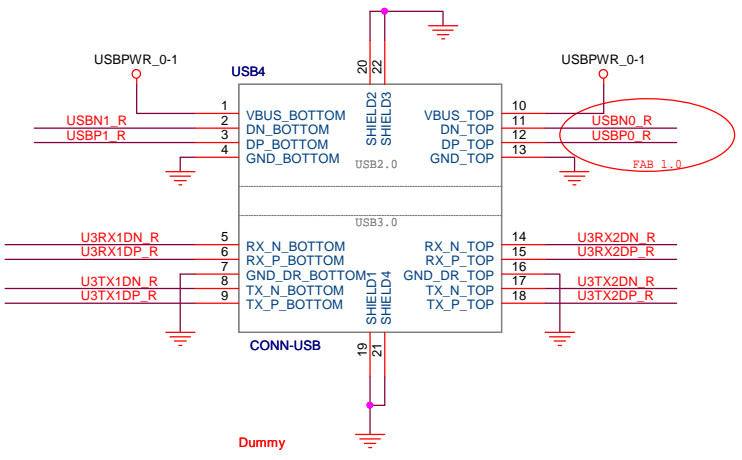 USBPWR_0-1
USBPWR_0-1
USB4
20
22
SHIELD2
SHIELD3
1
VBUS_BOTTOM
VBUS_TOP
10
USBN1_R
2
DN_BOTTOM
DN_TOP
11
USBN0_R
USBP1_R
3
DP_BOTTOM
DP_TOP
12
USBP0_R
4
GND_BOTTOM
GND_TOP
13
USB2.0
FAB 1.0
USB3.0
U3RX1DN_R
5
RX_N_BOTTOM
RX_N_TOP
14
U3RX2DN_R
U3RX1DP_R
6
RX_P_BOTTOM
RX_P_TOP
15
U3RX2DP_R
7
GND_DR_BOTTOM
GND_DR_TOP
16
U3TX1DN_R
8
TX_N_BOTTOM
TX_N_TOP
17
U3TX2DN_R
U3TX1DP_R
9
TX_P_BOTTOM
TX_P_TOP
18
U3TX2DP_R
SHIELD1
SHIELD4
19
21
CONN-USB
Dummy